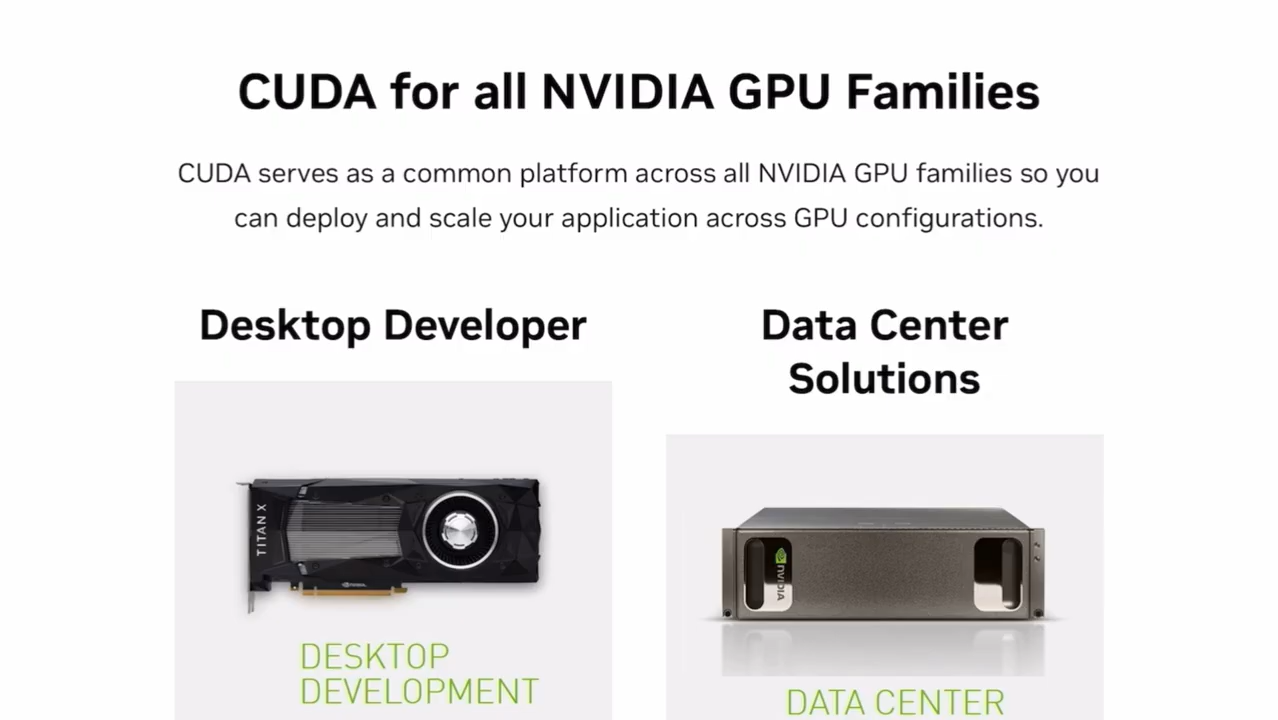 CUDA for all NVIDIA GPU Families
CUDA serves as a common platform across all NVIDIA GPU families so you
can deploy and scale your application across GPU configurations.
Desktop Developer
TITAN X
NVIDIA
DESKTOP
DEVELOPMENT
Data Center
Solutions
NVIDIA
DATA CENTER